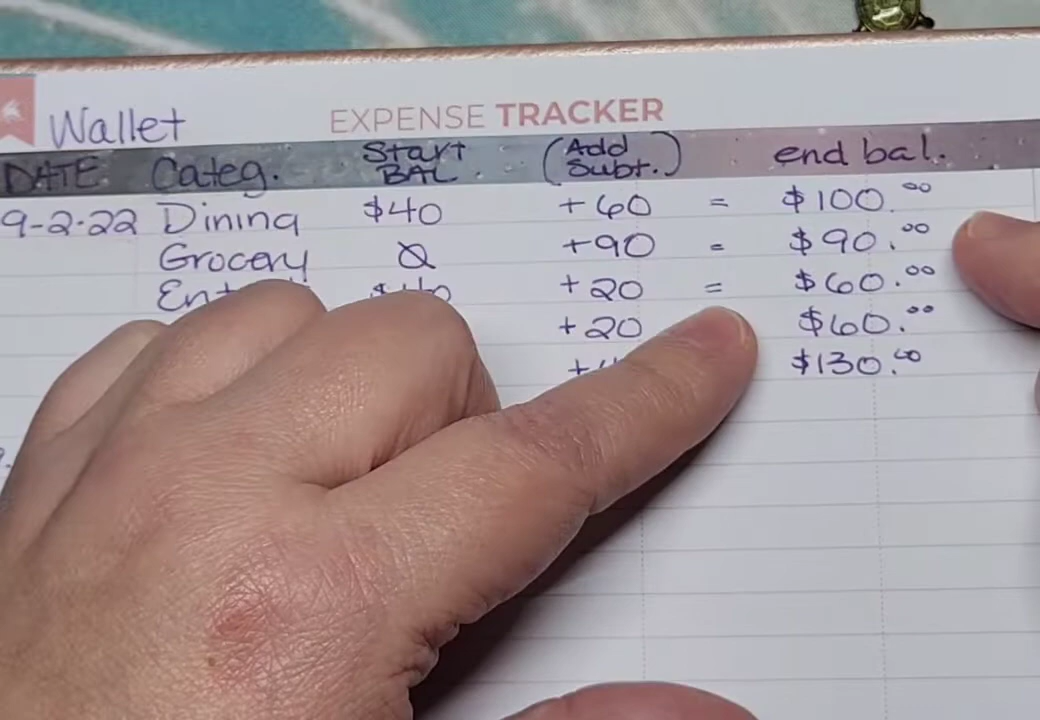 Wallet EXPENSE TRACKER
DATE Categ. Start BAL. (Add Subt.) end bal.
9-2-22 Dining $40 +60 = $100.00
Grocery 0 +90 = $90.00
+20 = $60.00
+20 $60.00
$130.00